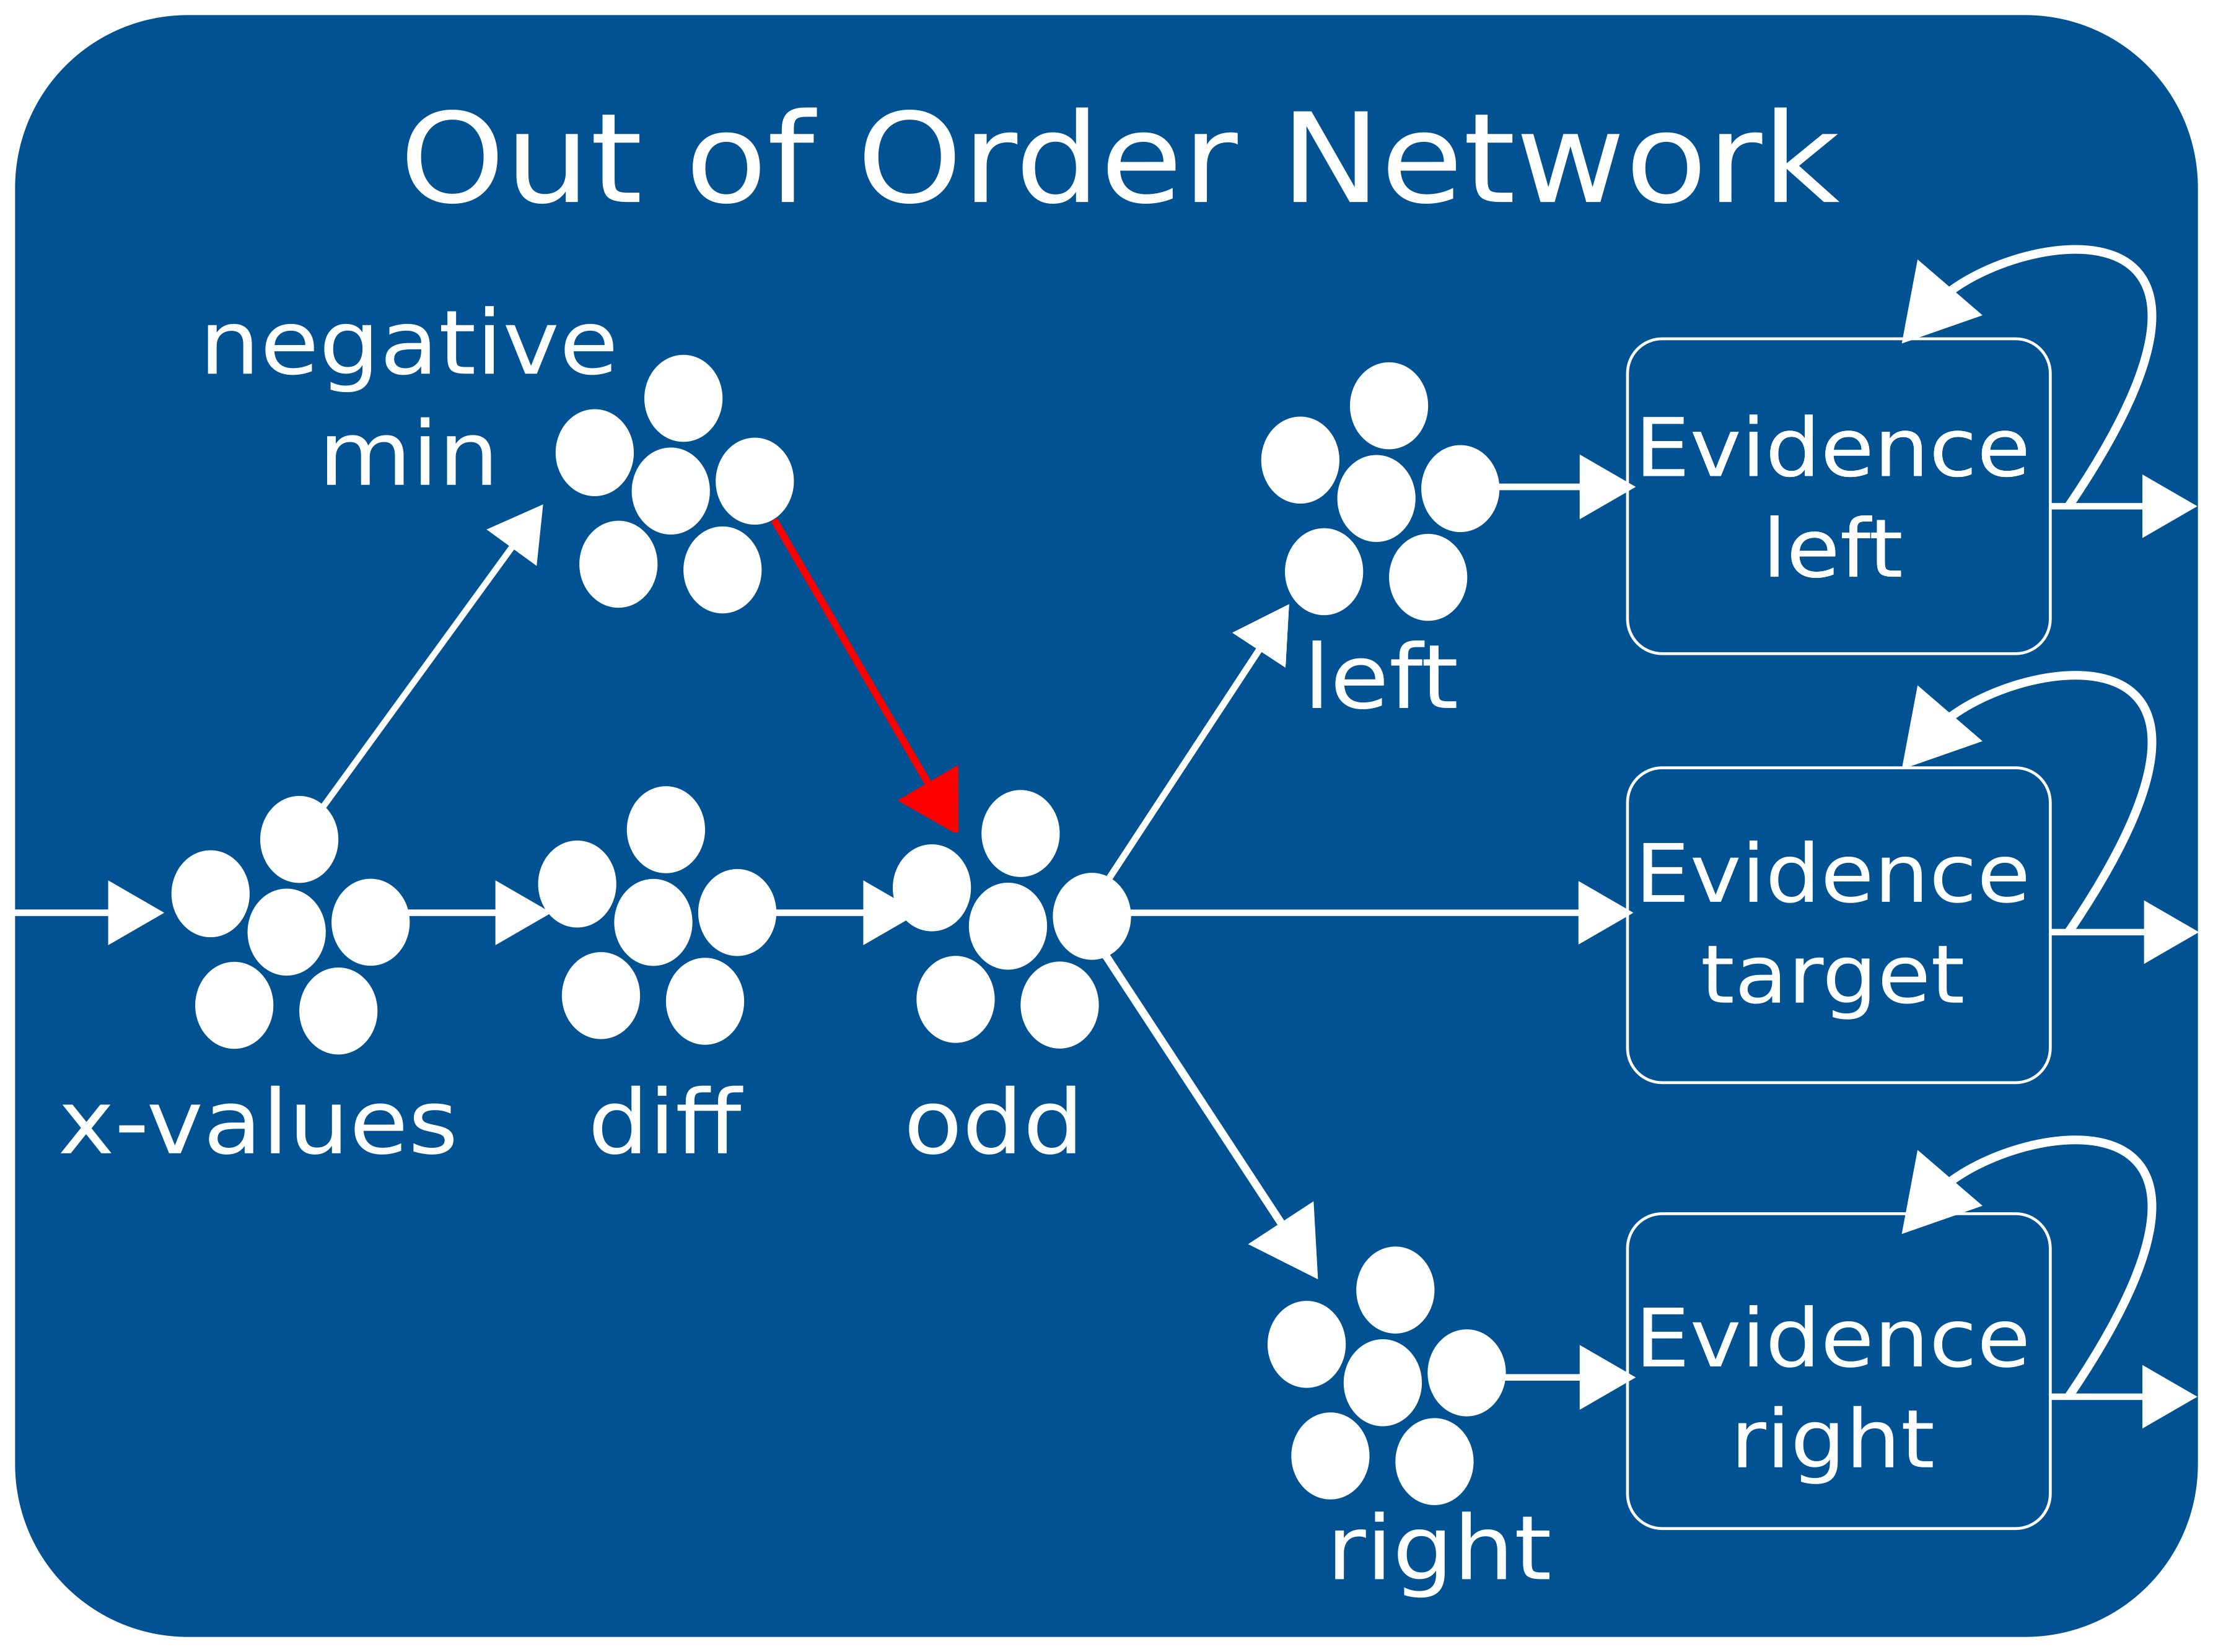 Out of Order Network
negative
min
Evidence
left
left
Evidence
target
x-values
diff
odd
Evidence
right
right